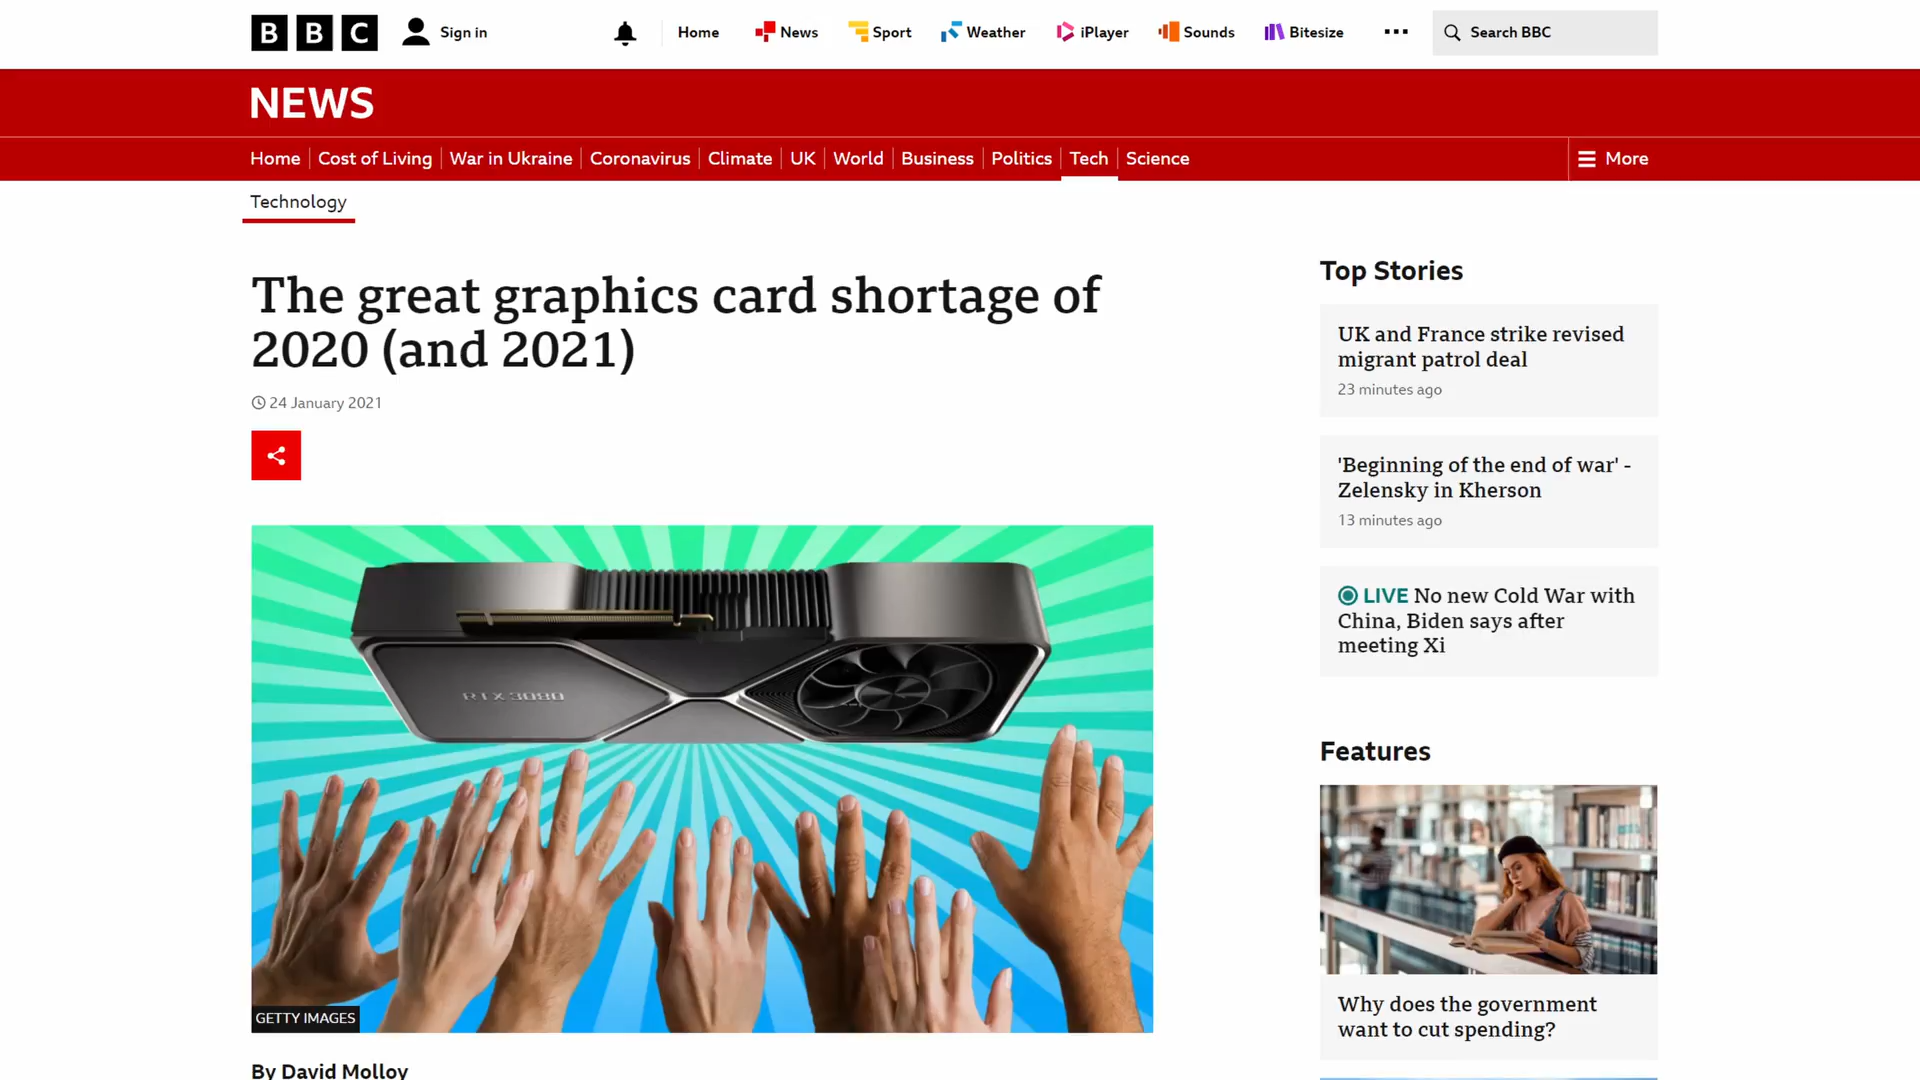 BBC
Sign in
Home
News
Sport
Weather
iPlayer
Sounds
Bitesize
Search BBC
NEWS
Home
Cost of Living
War in Ukraine
Coronavirus
Climate
UK
World
Business
Politics
Tech
Science
More
Technology
The great graphics card shortage of
2020 (and 2021)
24 January 2021
RTX 3080
GETTY IMAGES
By David Molloy
Top Stories
UK and France strike revised
migrant patrol deal
23 minutes ago
'Beginning of the end of war' -
Zelensky in Kherson
13 minutes ago
LIVE No new Cold War with
China, Biden says after
meeting Xi
Features
Why does the government
want to cut spending?